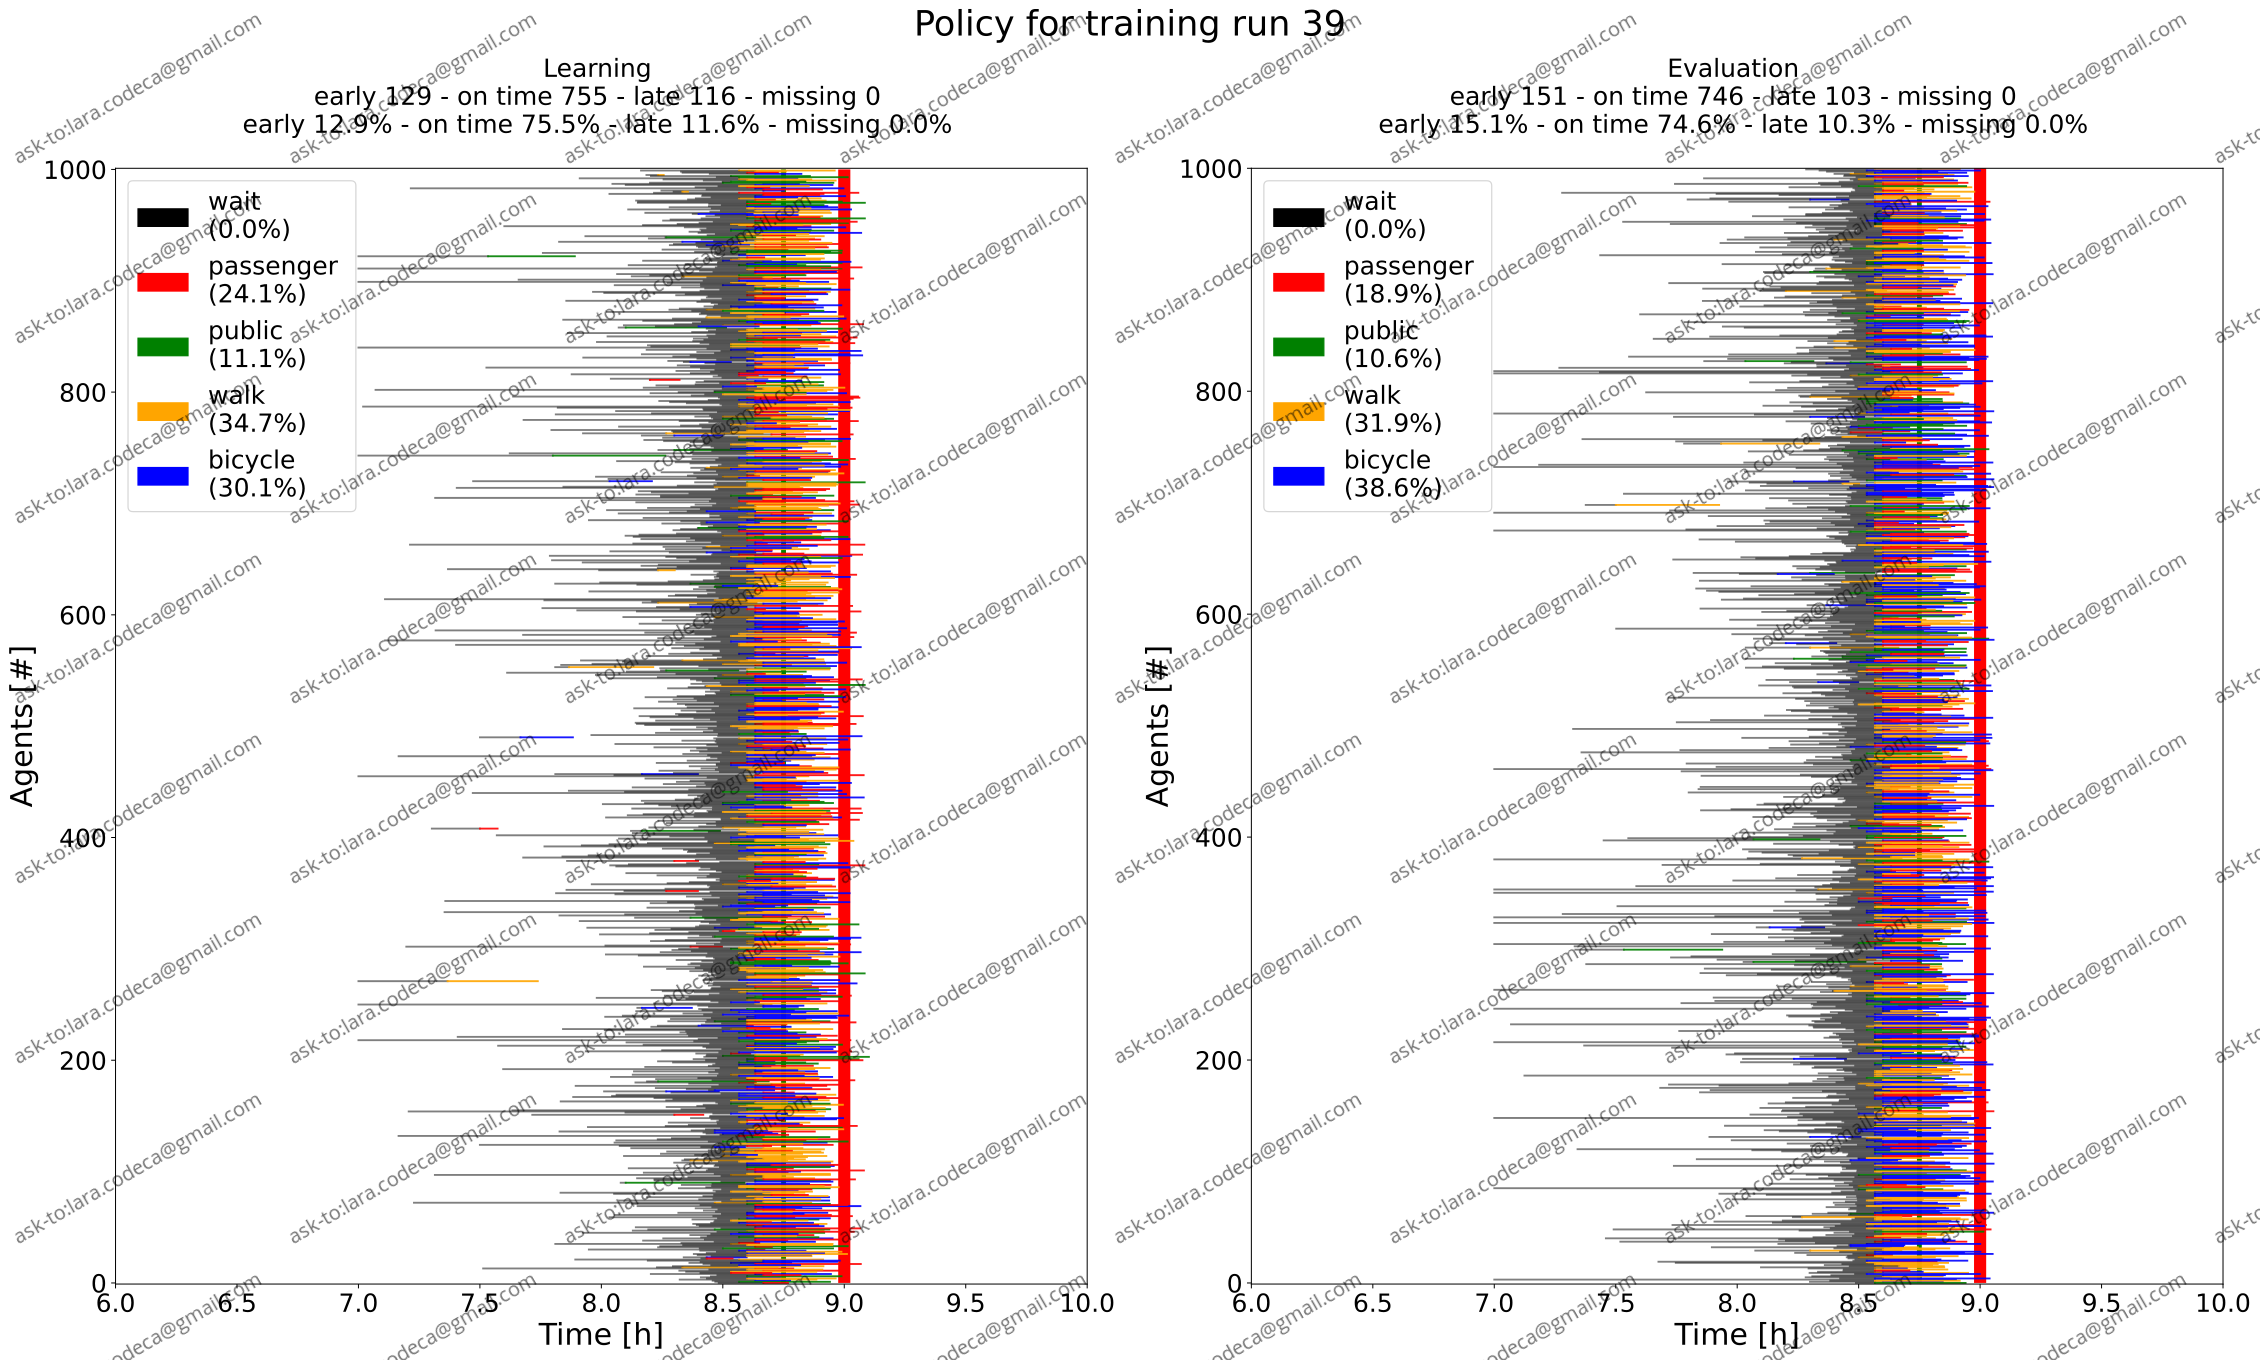 Policy for training run 39
Learning
early 129 - on time 755 - late 116 - missing 0
early 12.9% - on time 75.5% - late 11.6% - missing 0.0%
1000
800
600
400
200
0
Agents [#]
wait
(0.0%)
passenger
(24.1%)
public
(11.1%)
walk
(34.7%)
bicycle
(30.1%)
6.0 6.5 7.0 7.5 8.0 8.5 9.0 9.5 10.0
Time [h]
Evaluation
early 151 - on time 746 - late 103 - missing 0
early 15.1% - on time 74.6% - late 10.3% - missing 0.0%
1000
800
600
400
200
0
Agents [#]
wait
(0.0%)
passenger
(18.9%)
public
(10.6%)
walk
(31.9%)
bicycle
(38.6%)
6.0 6.5 7.0 7.5 8.0 8.5 9.0 9.5 10.0
Time [h]
ask-to:lara.codeca@gmail.com